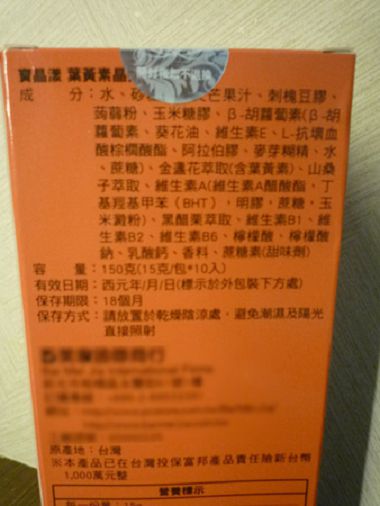 寶晶漾 葉黃素晶
成　分：水、砂 芒果汁、刺槐豆膠、
蒟蒻粉、玉米糖膠、β-胡蘿蔔素(β-胡
蘿蔔素、葵花油、維生素E、L-抗壞血
酸棕櫚酸酯、阿拉伯膠、麥芽糊精、水
、蔗糖)、金盞花萃取(含葉黃素)、山桑
子萃取、維生素A(維生素A醋酸酯，丁
基羥基甲苯（BHT），明膠，蔗糖，玉
米澱粉)、黑醋栗萃取、維生素B1、維
生素B2、維生素B6、檸檬酸、檸檬酸
鈉、乳酸鈣、香料、蔗糖素(甜味劑)
容　量：150克(15克/包*10入)
有效日期：西元年/月/日(標示於外包裝下方處)
保存期限：18個月
保存方式：請放置於乾燥陰涼處，避免潮濕及陽光
直接照射
原產地：台灣
※本產品已在台灣投保富邦產品責任險新台幣
1,000萬元整
營養標示